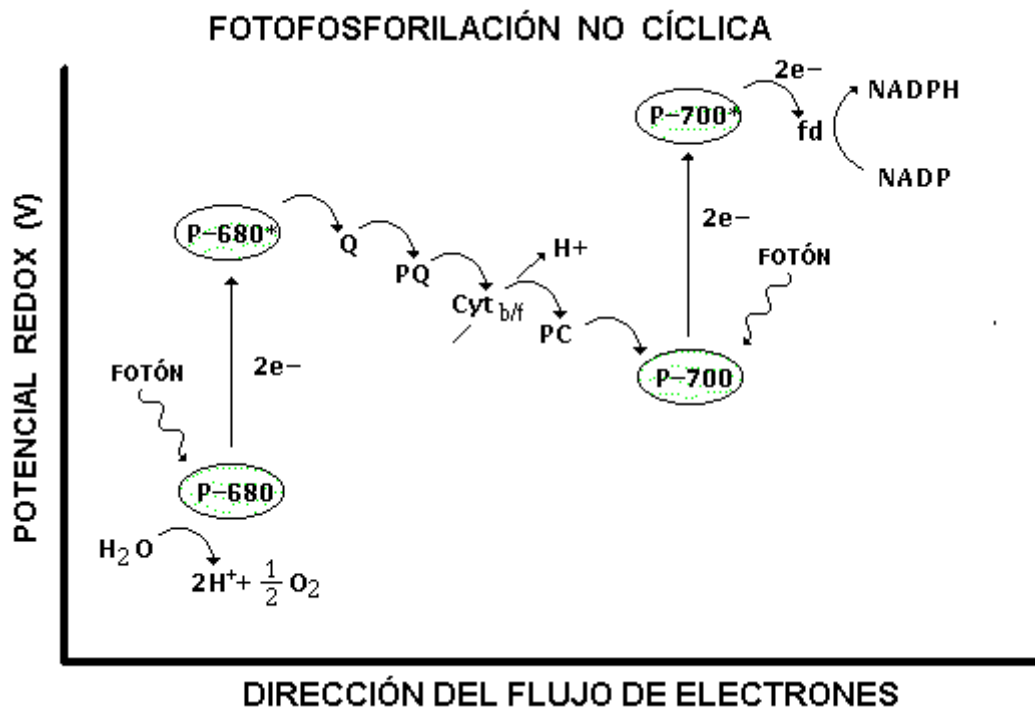 FOTOFOSFORILACIÓN NO CÍCLICA
POTENCIAL REDOX (V)
2e−
P−700*
fd
NADPH
NADP
P−680*
Q
PQ
Cyt b/f
H+
PC
2e−
FOTÓN
P−700
FOTÓN
2e−
P−680
H2O
2H+ + 1/2 O2
DIRECCIÓN DEL FLUJO DE ELECTRONES